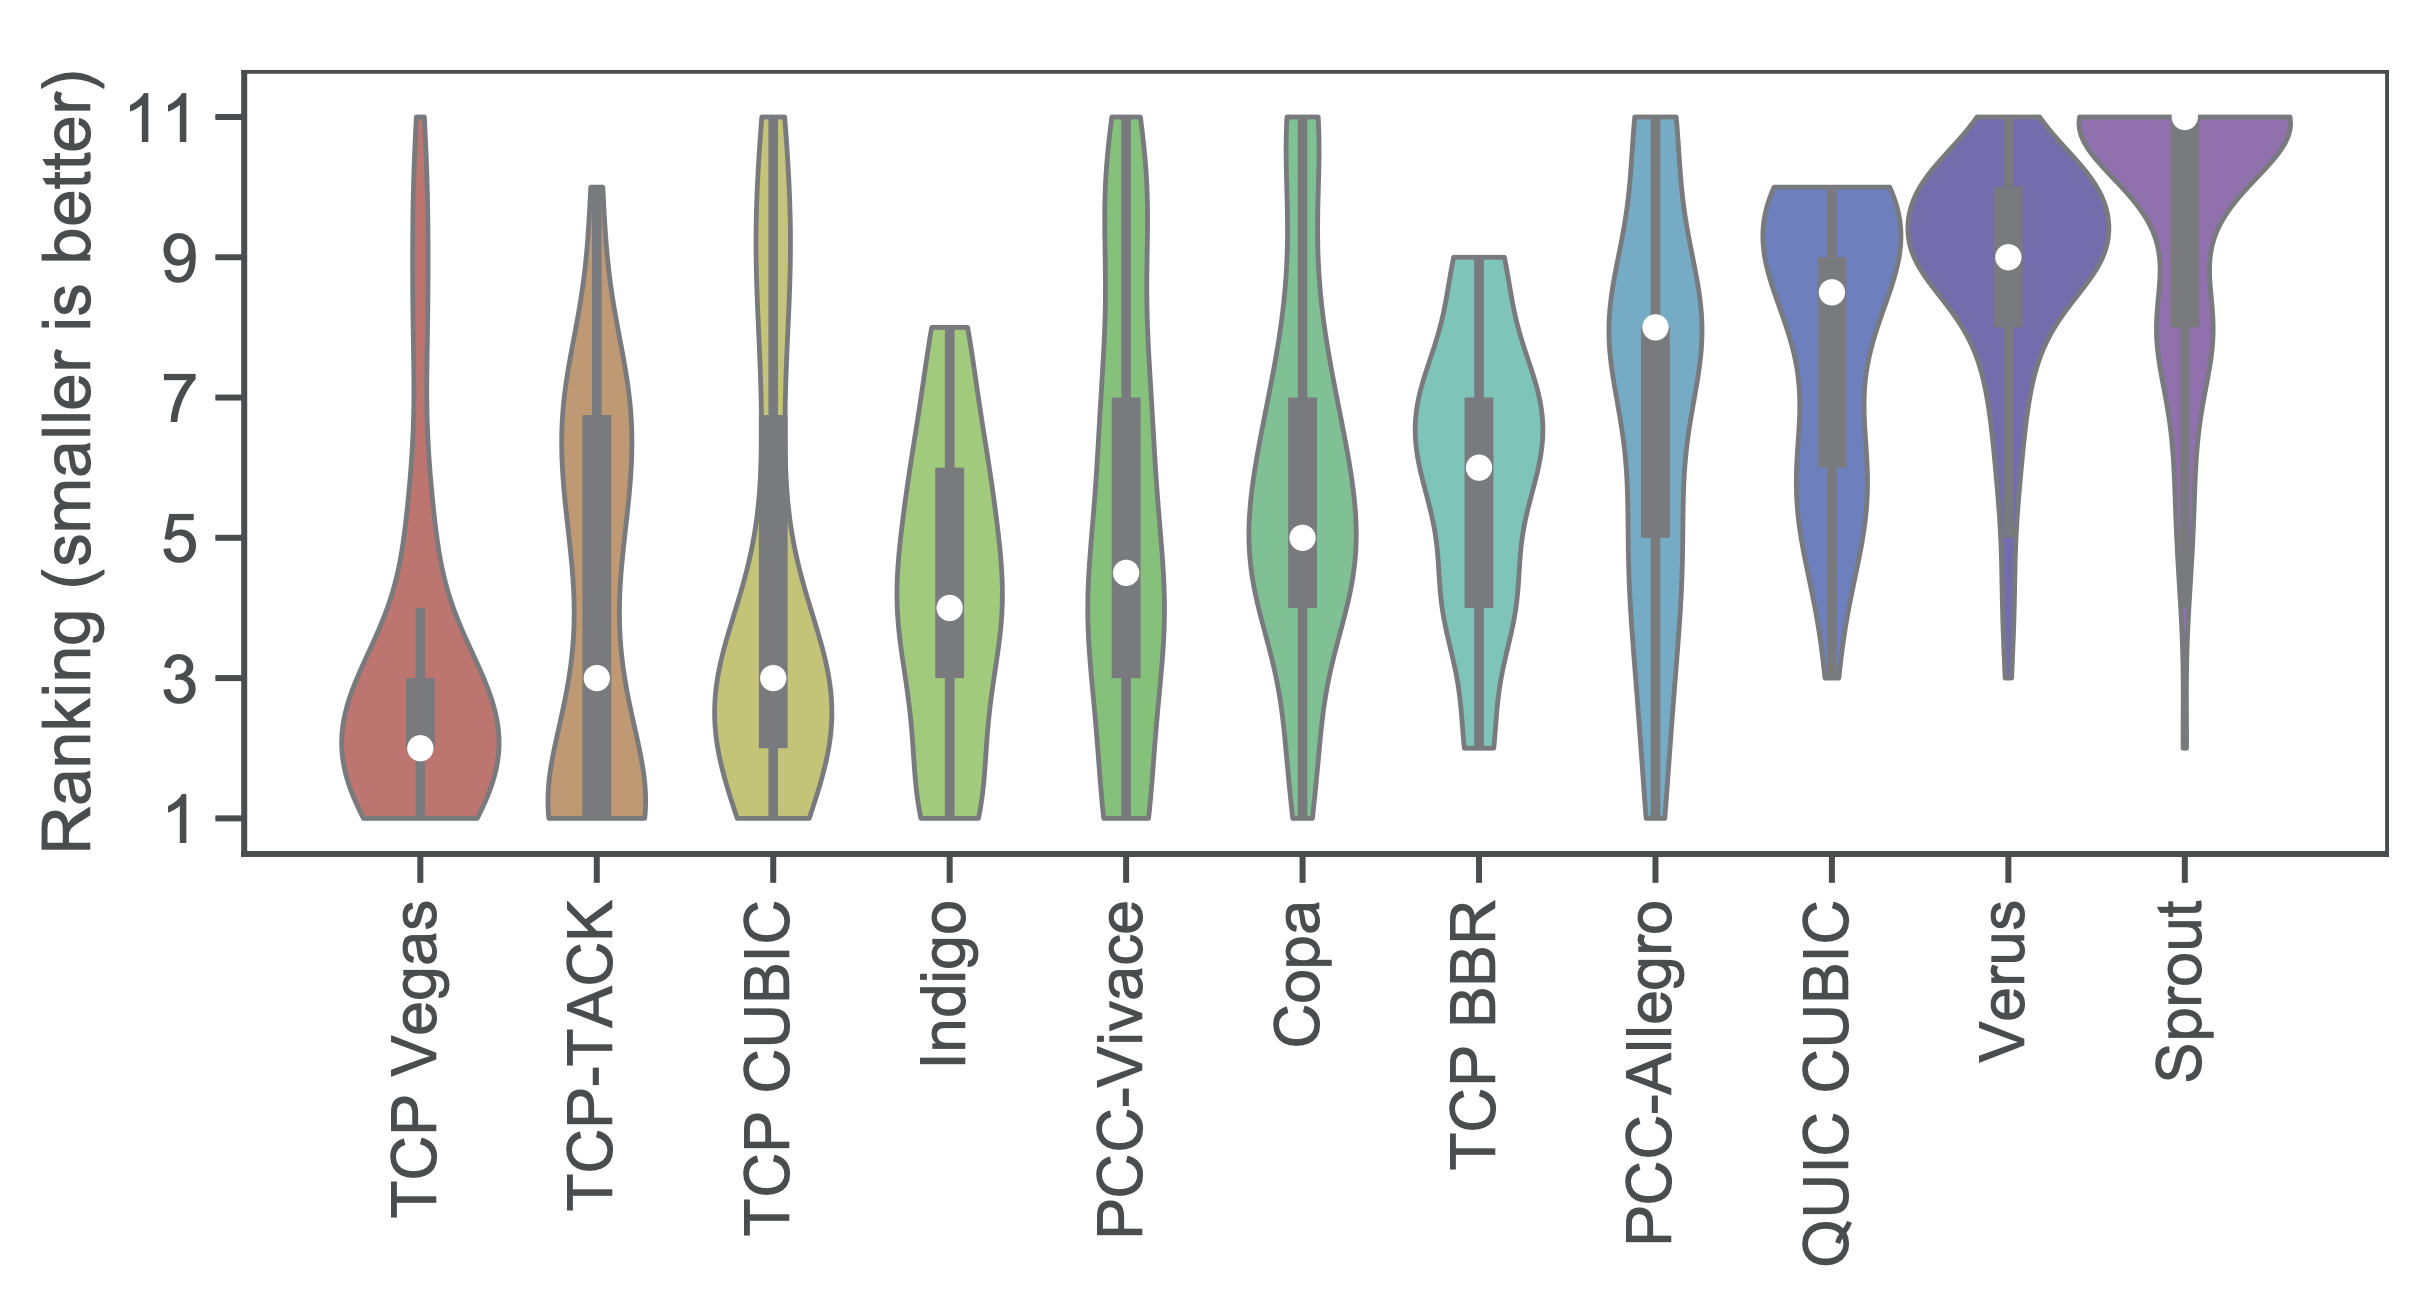 Ranking (smaller is better)
11
9
7
5
3
1
TCP Vegas
TCP-TACK
TCP CUBIC
Indigo
PCC-Vivace
Copa
TCP BBR
PCC-Allegro
QUIC CUBIC
Verus
Sprout